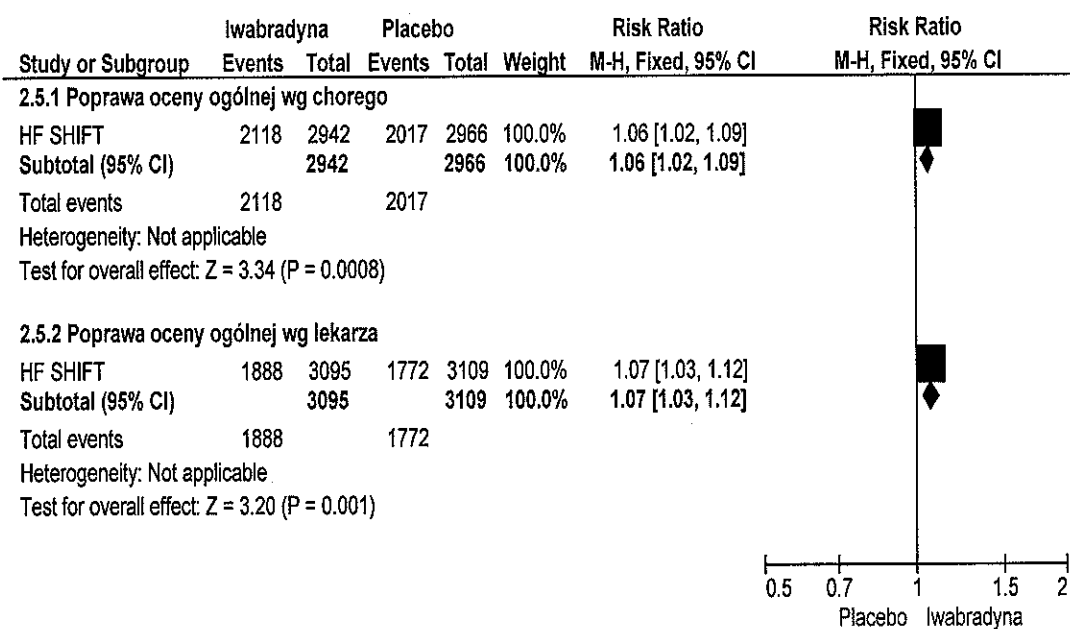 Iwabradyna Placebo Risk Ratio Risk Ratio
Study or Subgroup Events Total Events Total Weight M-H, Fixed, 95% CI M-H, Fixed, 95% CI
2.5.1 Poprawa oceny ogólnej wg chorego
HF SHIFT 2118 2942 2017 2966 100.0% 1.06 [1.02, 1.09]
Subtotal (95% CI) 2942 2966 100.0% 1.06 [1.02, 1.09]
Total events 2118 2017
Heterogeneity: Not applicable
Test for overall effect: Z = 3.34 (P = 0.0008)
2.5.2 Poprawa oceny ogólnej wg lekarza
HF SHIFT 1888 3095 1772 3109 100.0% 1.07 [1.03, 1.12]
Subtotal (95% CI) 3095 3109 100.0% 1.07 [1.03, 1.12]
Total events 1888 1772
Heterogeneity: Not applicable
Test for overall effect: Z = 3.20 (P = 0.001)
0.5 0.7 1 1.5 2
Placebo Iwabradyna